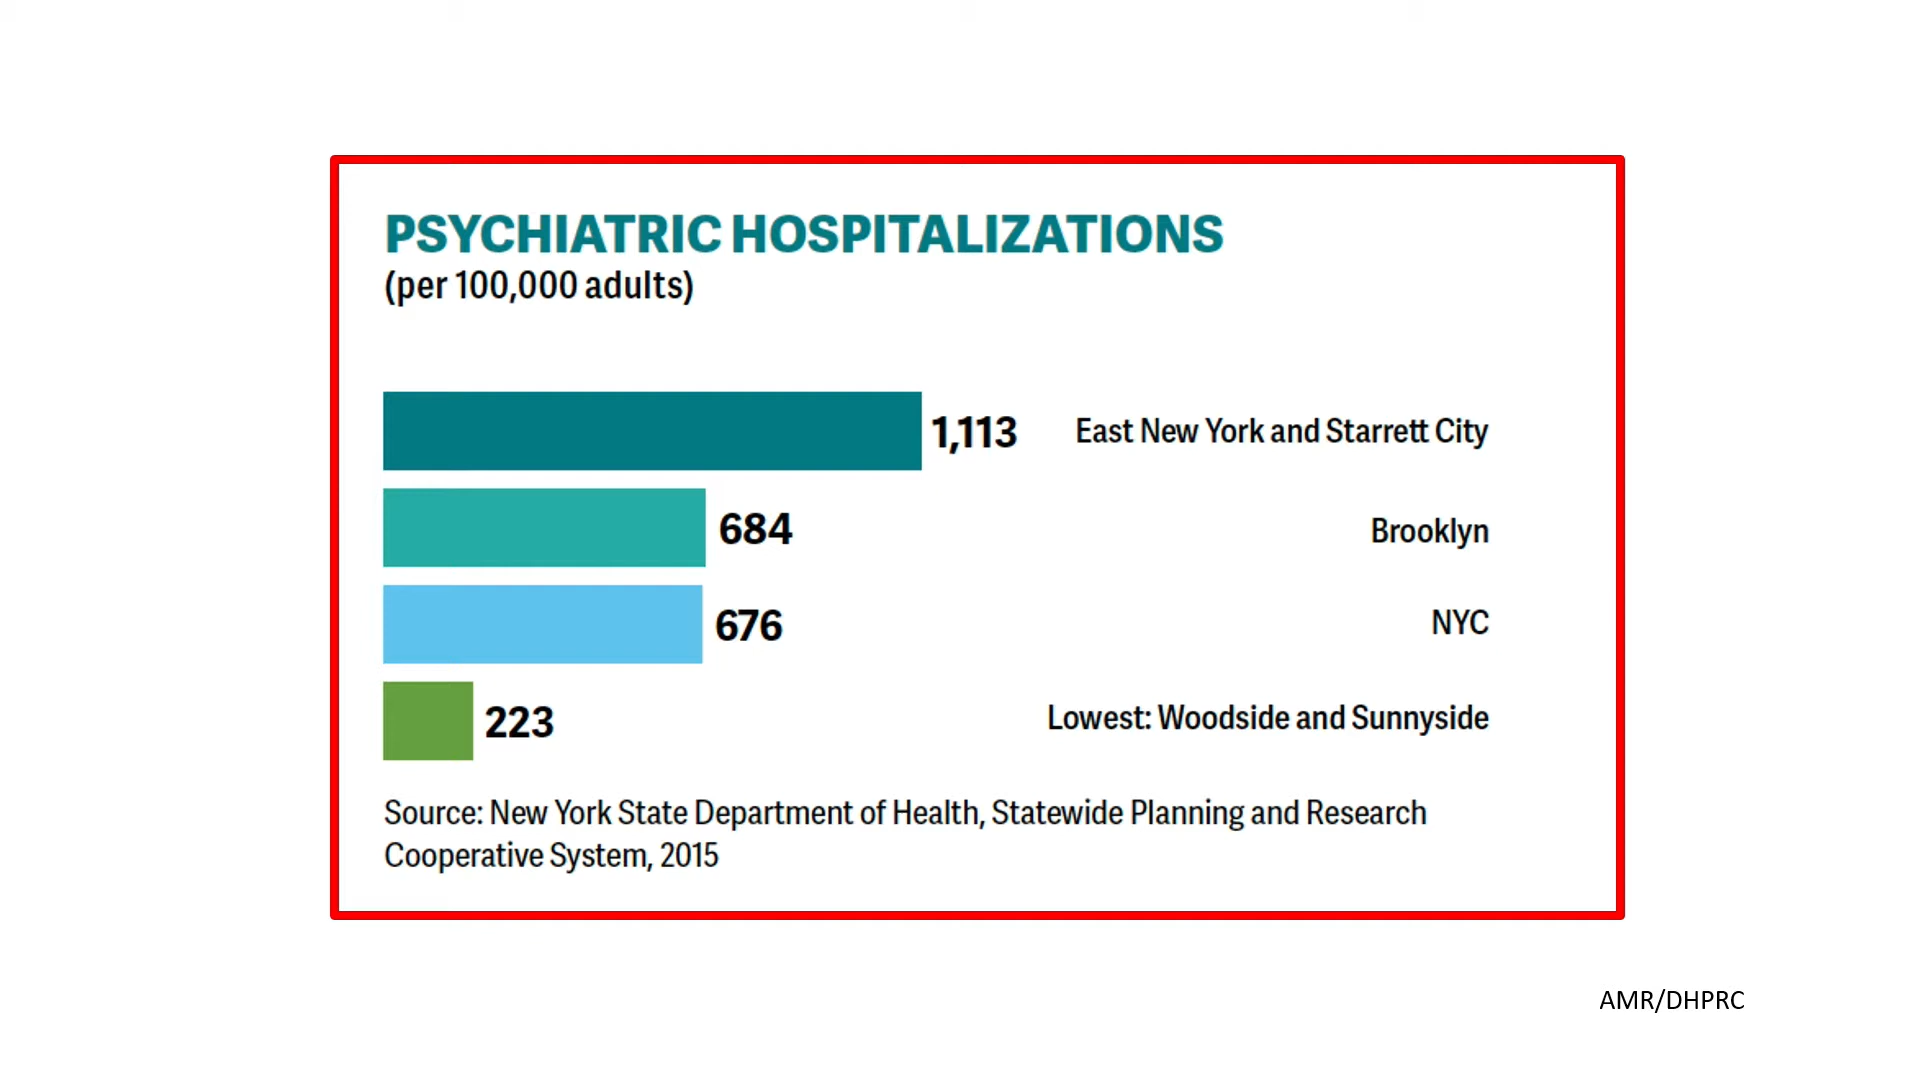 PSYCHIATRIC HOSPITALIZATIONS
(per 100,000 adults)
1,113 East New York and Starrett City
684 Brooklyn
676 NYC
223 Lowest: Woodside and Sunnyside
Source: New York State Department of Health, Statewide Planning and Research
Cooperative System, 2015
AMR/DHPRC